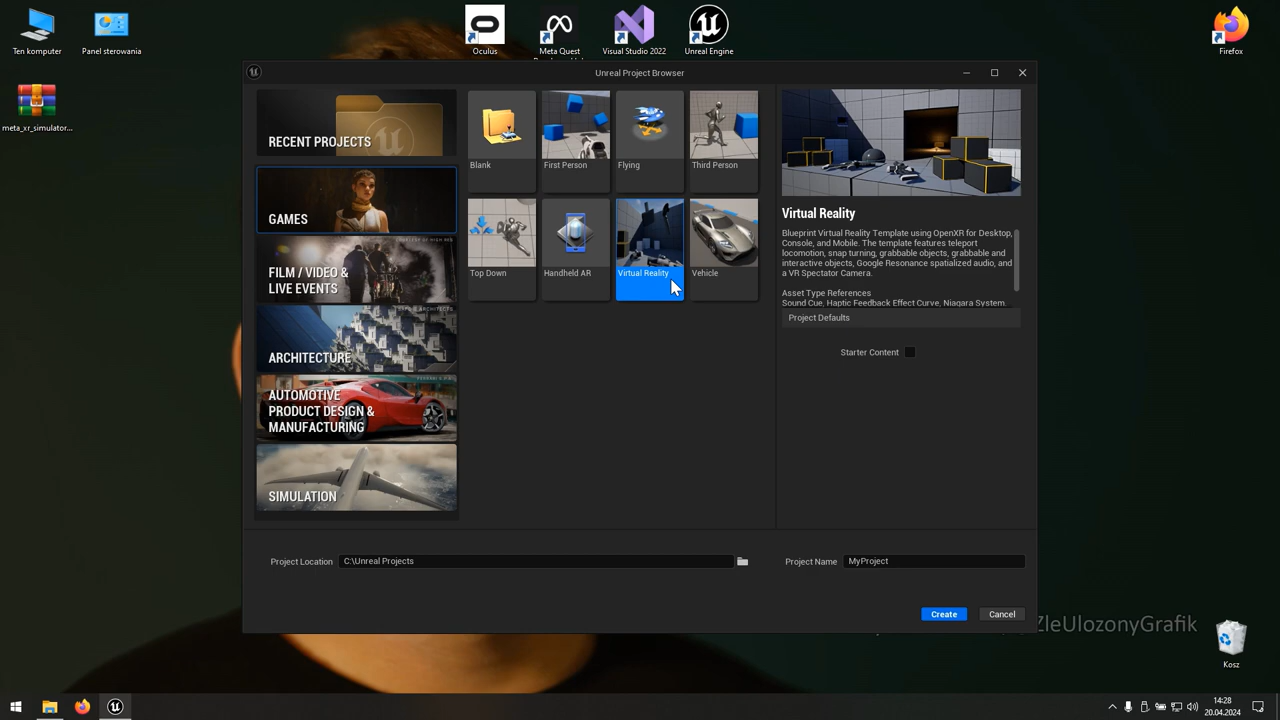 Ten komputer
Panel sterowania
Oculus
Meta Quest
Visual Studio 2022
Unreal Engine
Firefox
meta_xr_simulator...
Unreal Project Browser
RECENT PROJECTS
GAMES
FILM / VIDEO &
LIVE EVENTS
ARCHITECTURE
AUTOMOTIVE
PRODUCT DESIGN &
MANUFACTURING
SIMULATION
Blank
First Person
Flying
Third Person
Top Down
Handheld AR
Virtual Reality
Vehicle
Virtual Reality
Blueprint Virtual Reality Template using OpenXR for Desktop,
Console, and Mobile. The template features teleport
locomotion, snap turning, grabbable objects, grabbable and
interactive objects, Google Resonance spatialized audio, and
a VR Spectator Camera.
Asset Type References
Sound Cue, Haptic Feedback Effect Curve, Niagara System.
Project Defaults
Starter Content
Project Location
C:\Unreal Projects
Project Name
MyProject
Create
Cancel
ZleUlozonyGrafik
Kosz
14:28
20.04.2024